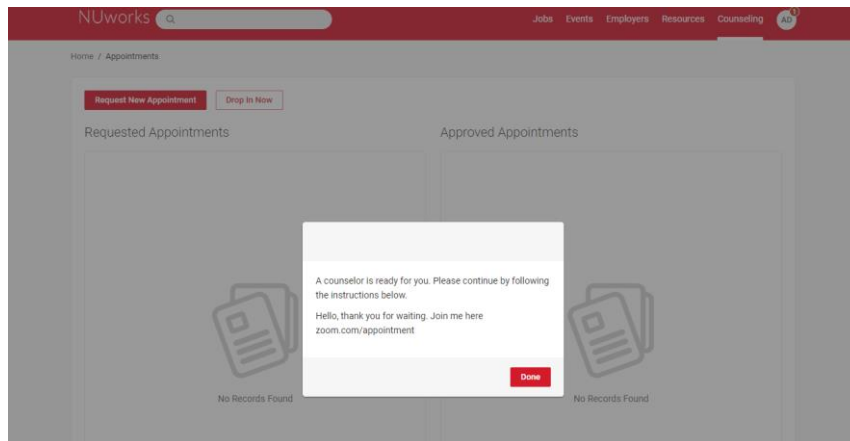 NUworks
Jobs Events Employers Resources Counseling AD 1
Home / Appointments
Request New Appointment Drop In Now
Requested Appointments Approved Appointments
A counselor is ready for you. Please continue by following
the instructions below.
Hello, thank you for waiting. Join me here
zoom.com/appointment
Done
No Records Found No Records Found